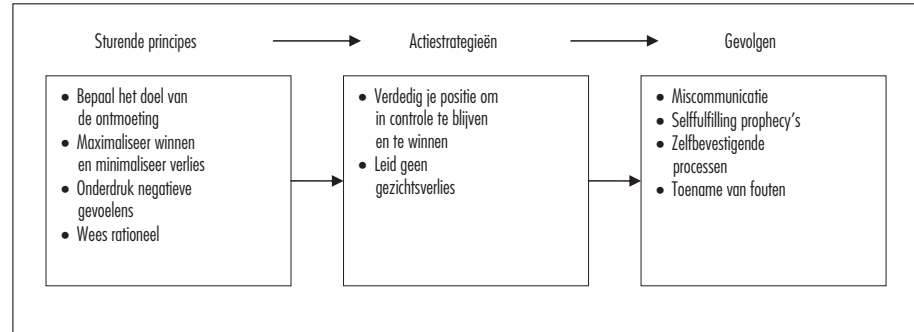 Sturende principes
Actiestrategieën
Gevolgen
• Bepaal het doel van
de ontmoeting
• Maximaliseer winnen
en minimaliseer verlies
• Onderdruk negatieve
gevoelens
• Wees rationeel
• Verdedig je positie om
in controle te blijven
en te winnen
• Leid geen
gezichtsverlies
• Miscommunicatie
• Selffulfilling prophecy's
• Zelfbevestigende
processen
• Toename van fouten